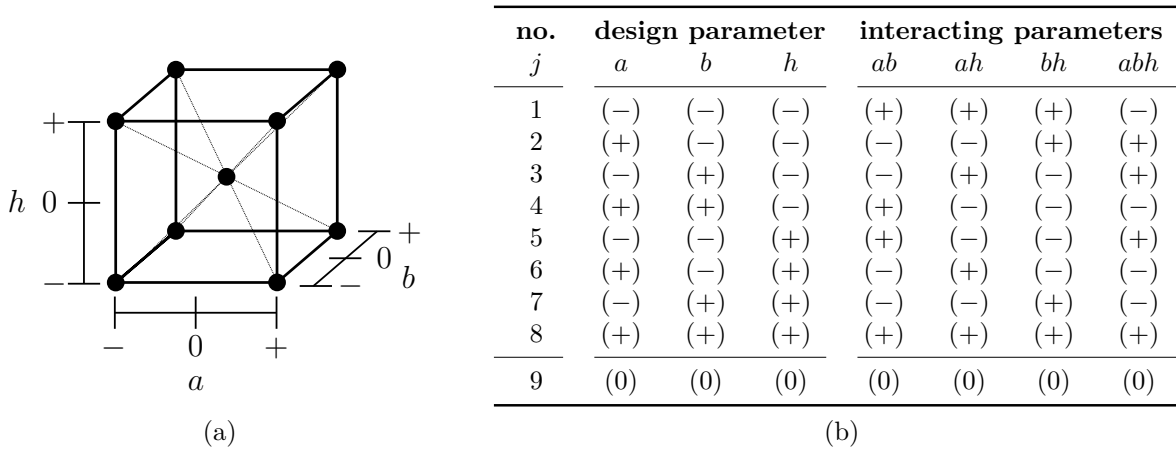 +
h 0
−
+
0
−
b
− 0 +
a
(a)
no. design parameter interacting parameters
j a b h ab ah bh abh
1 (−) (−) (−) (+) (+) (+) (−)
2 (+) (−) (−) (−) (−) (+) (+)
3 (−) (+) (−) (−) (+) (−) (+)
4 (+) (+) (−) (+) (−) (−) (−)
5 (−) (−) (+) (+) (−) (−) (+)
6 (+) (−) (+) (−) (+) (−) (−)
7 (−) (+) (+) (−) (−) (+) (−)
8 (+) (+) (+) (+) (+) (+) (+)
9 (0) (0) (0) (0) (0) (0) (0)
(b)